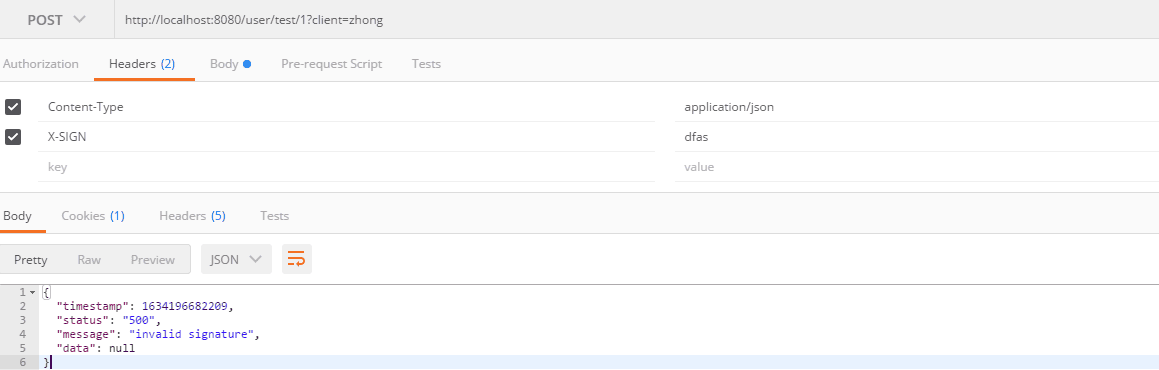 POST http://localhost:8080/user/test/1?client=zhong
Authorization Headers (2) Body Pre-request Script Tests
Content-Type application/json
X-SIGN dfas
key value
Body Cookies (1) Headers (5) Tests
Pretty Raw Preview JSON
1 {
2 "timestamp": 1634196682209,
3 "status": "500",
4 "message": "invalid signature",
5 "data": null
6 }